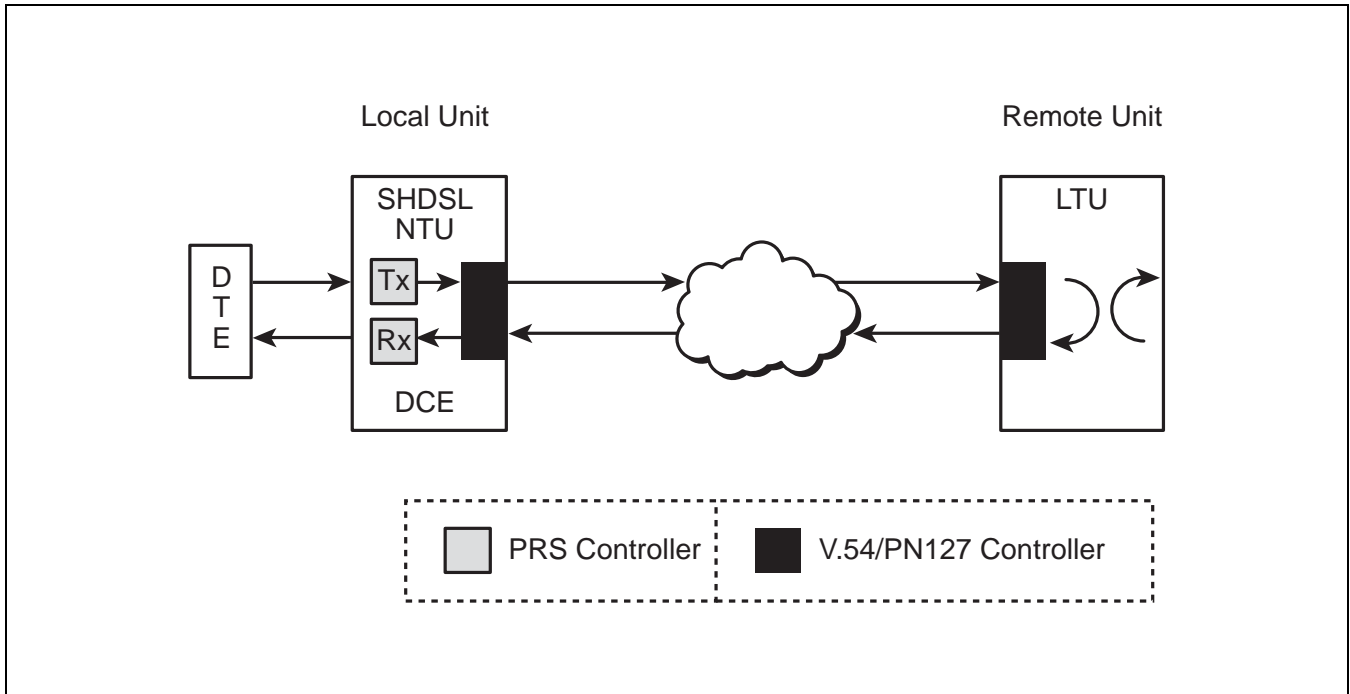 Local Unit
Remote Unit
SHDSL
NTU
LTU
D
T
E
Tx
Rx
DCE
PRS Controller
V.54/PN127 Controller